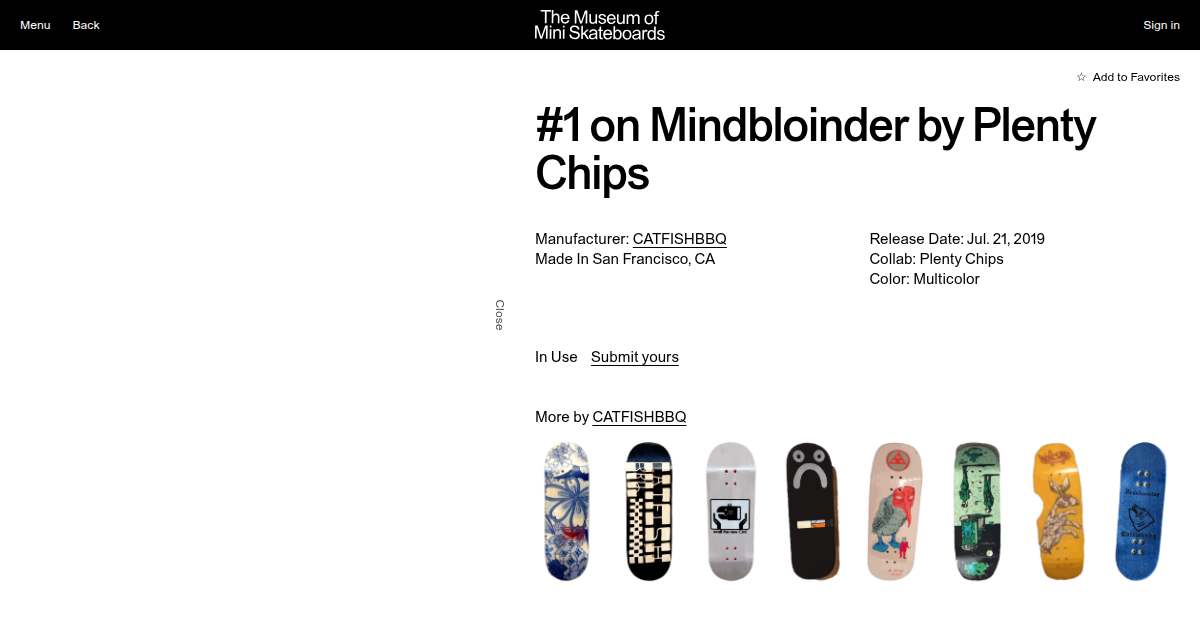 Menu
Back
The Museum of
Mini Skateboards
Sign in
☆ Add to Favorites
#1 on Mindbloinder by Plenty
Chips
Manufacturer: CATFISHBBQ
Made In San Francisco, CA
Release Date: Jul. 21, 2019
Collab: Plenty Chips
Color: Multicolor
Close
In Use Submit yours
More by CATFISHBBQ